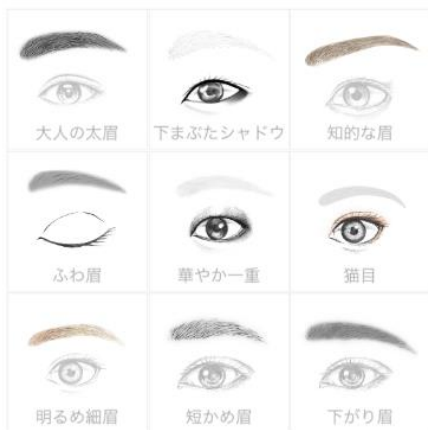 大人の太眉
下まぶたシャドウ
知的な眉
ふわ眉
華やか一重
猫目
明るめ細眉
短かめ眉
下がり眉